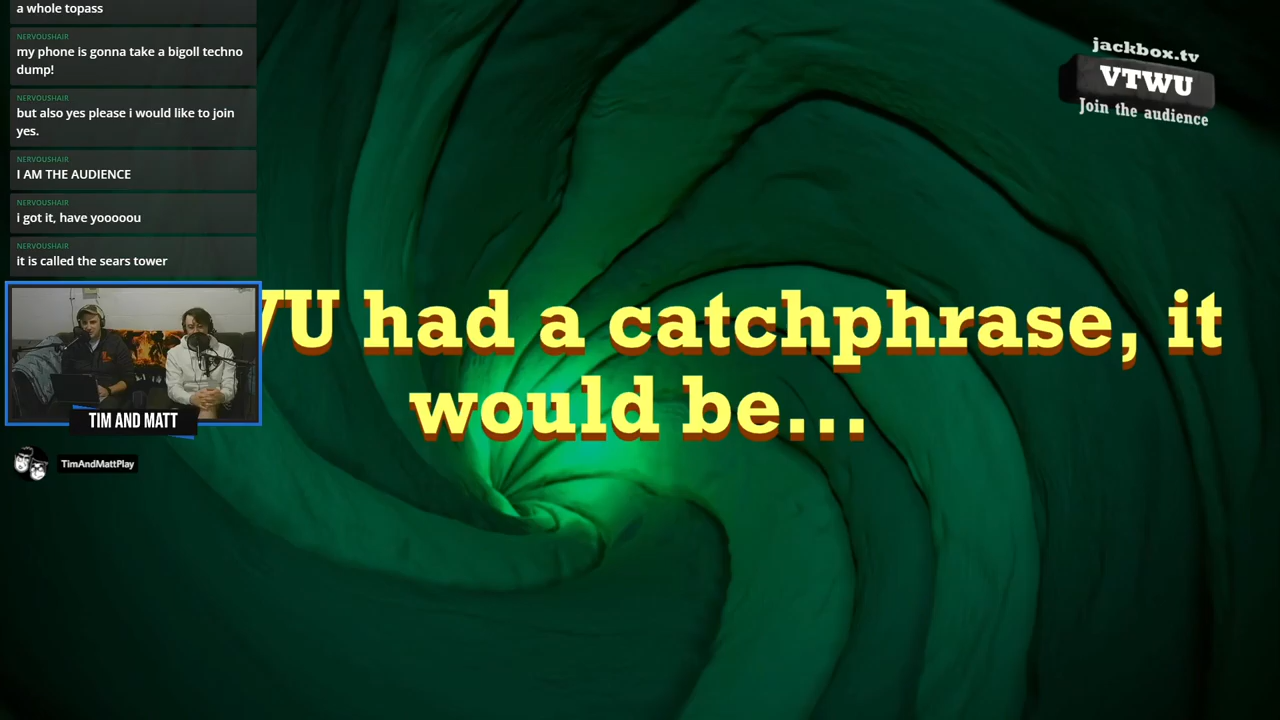 a whole topass
NERVOUSHAIR
my phone is gonna take a bigoll techno
dump!
NERVOUSHAIR
but also yes please i would like to join
yes.
NERVOUSHAIR
I AM THE AUDIENCE
NERVOUSHAIR
i got it, have yooooou
NERVOUSHAIR
it is called the sears tower
TIM AND MATT
TimAndMattPlay
jackbox.tv
VTWU
Join the audience
had a catchphrase, it
would be...